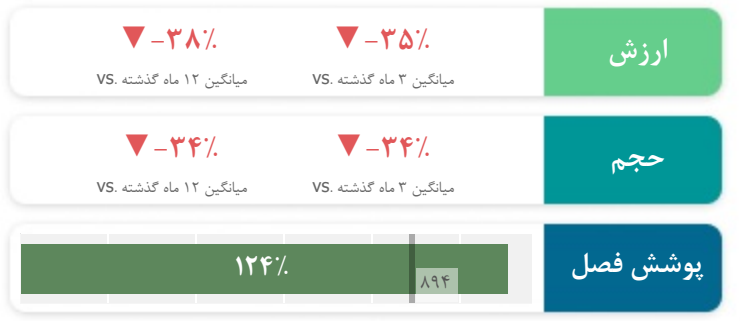 ارزش
▼ -۳۵٪
میانگین ۳ ماه گذشته .VS
▼ -۳۸٪
میانگین ۱۲ ماه گذشته .VS
حجم
▼ -۳۴٪
میانگین ۳ ماه گذشته .VS
▼ -۳۴٪
میانگین ۱۲ ماه گذشته .VS
پوشش فصل
۱۲۴٪
۸۹۴